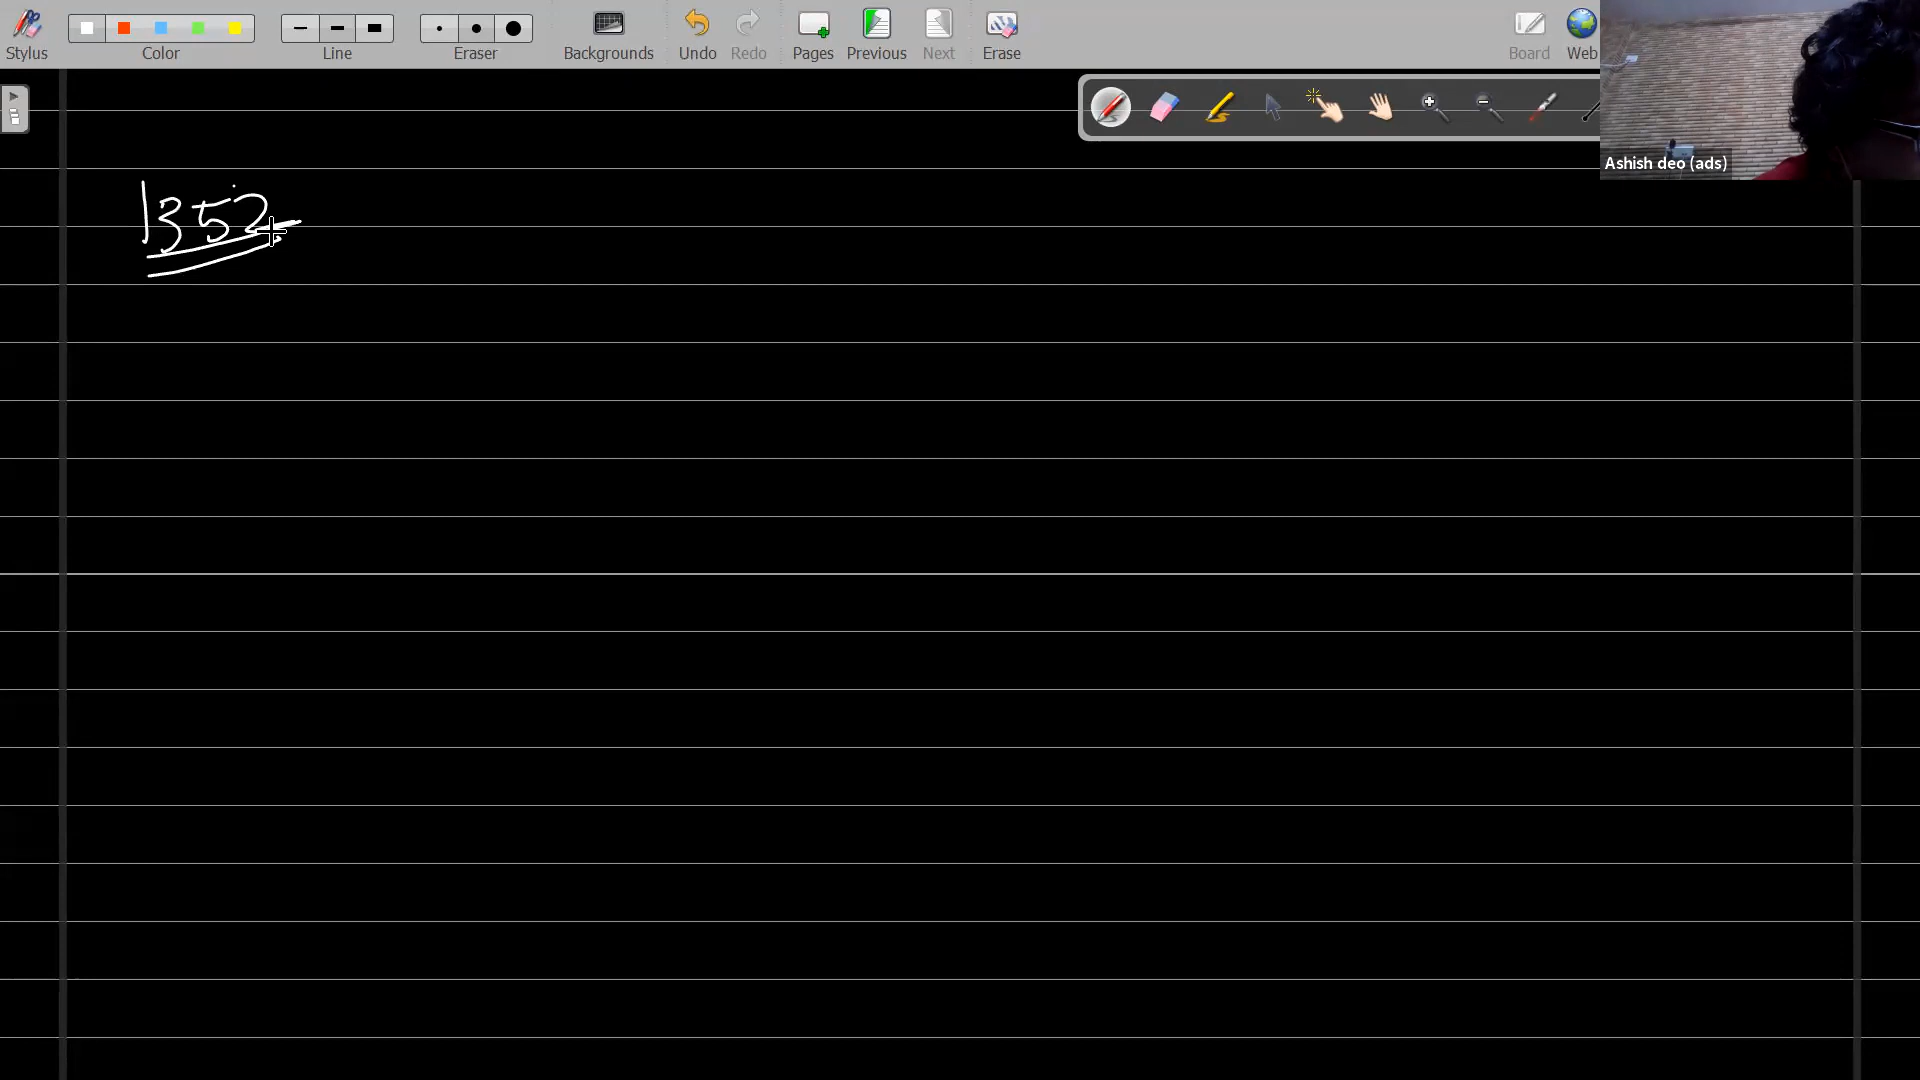 Stylus
Color
Line
Eraser
Backgrounds
Undo
Redo
Pages
Previous
Next
Erase
Board
Web
Ashish deo (ads)
1352